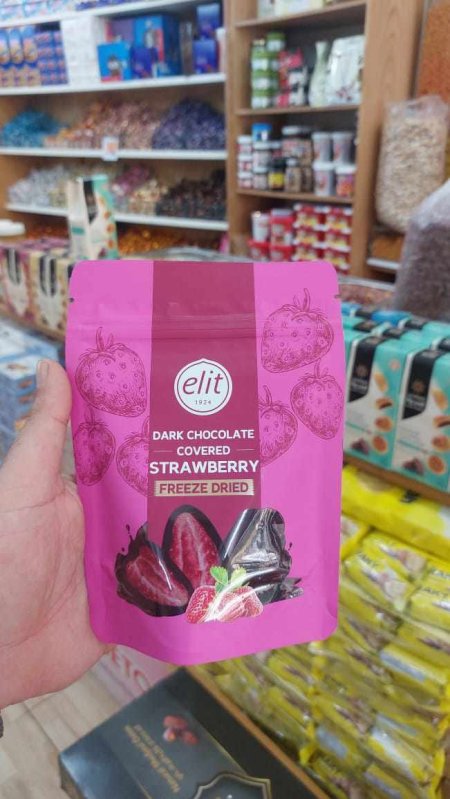 elit
1924
DARK CHOCOLATE
COVERED
STRAWBERRY
FREEZE DRIED